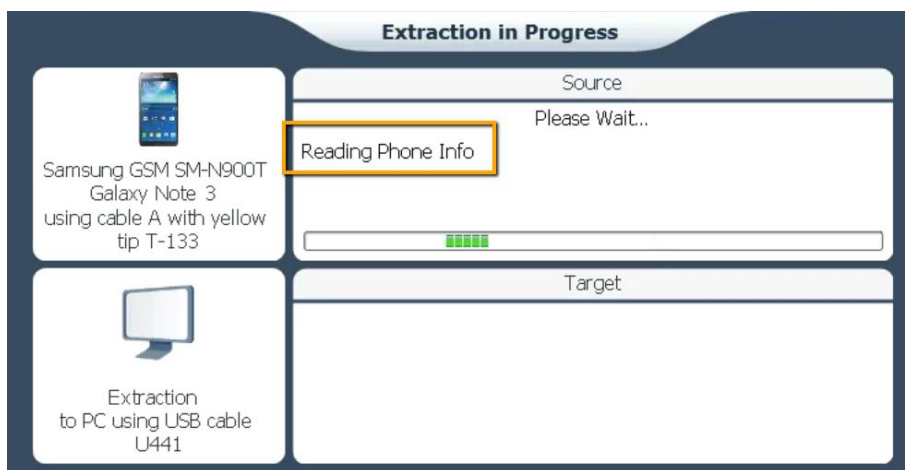 Extraction in Progress
Samsung GSM SM-N900T
Galaxy Note 3
using cable A with yellow
tip T-133
Source
Please Wait...
Reading Phone Info
Extraction
to PC using USB cable
U441
Target